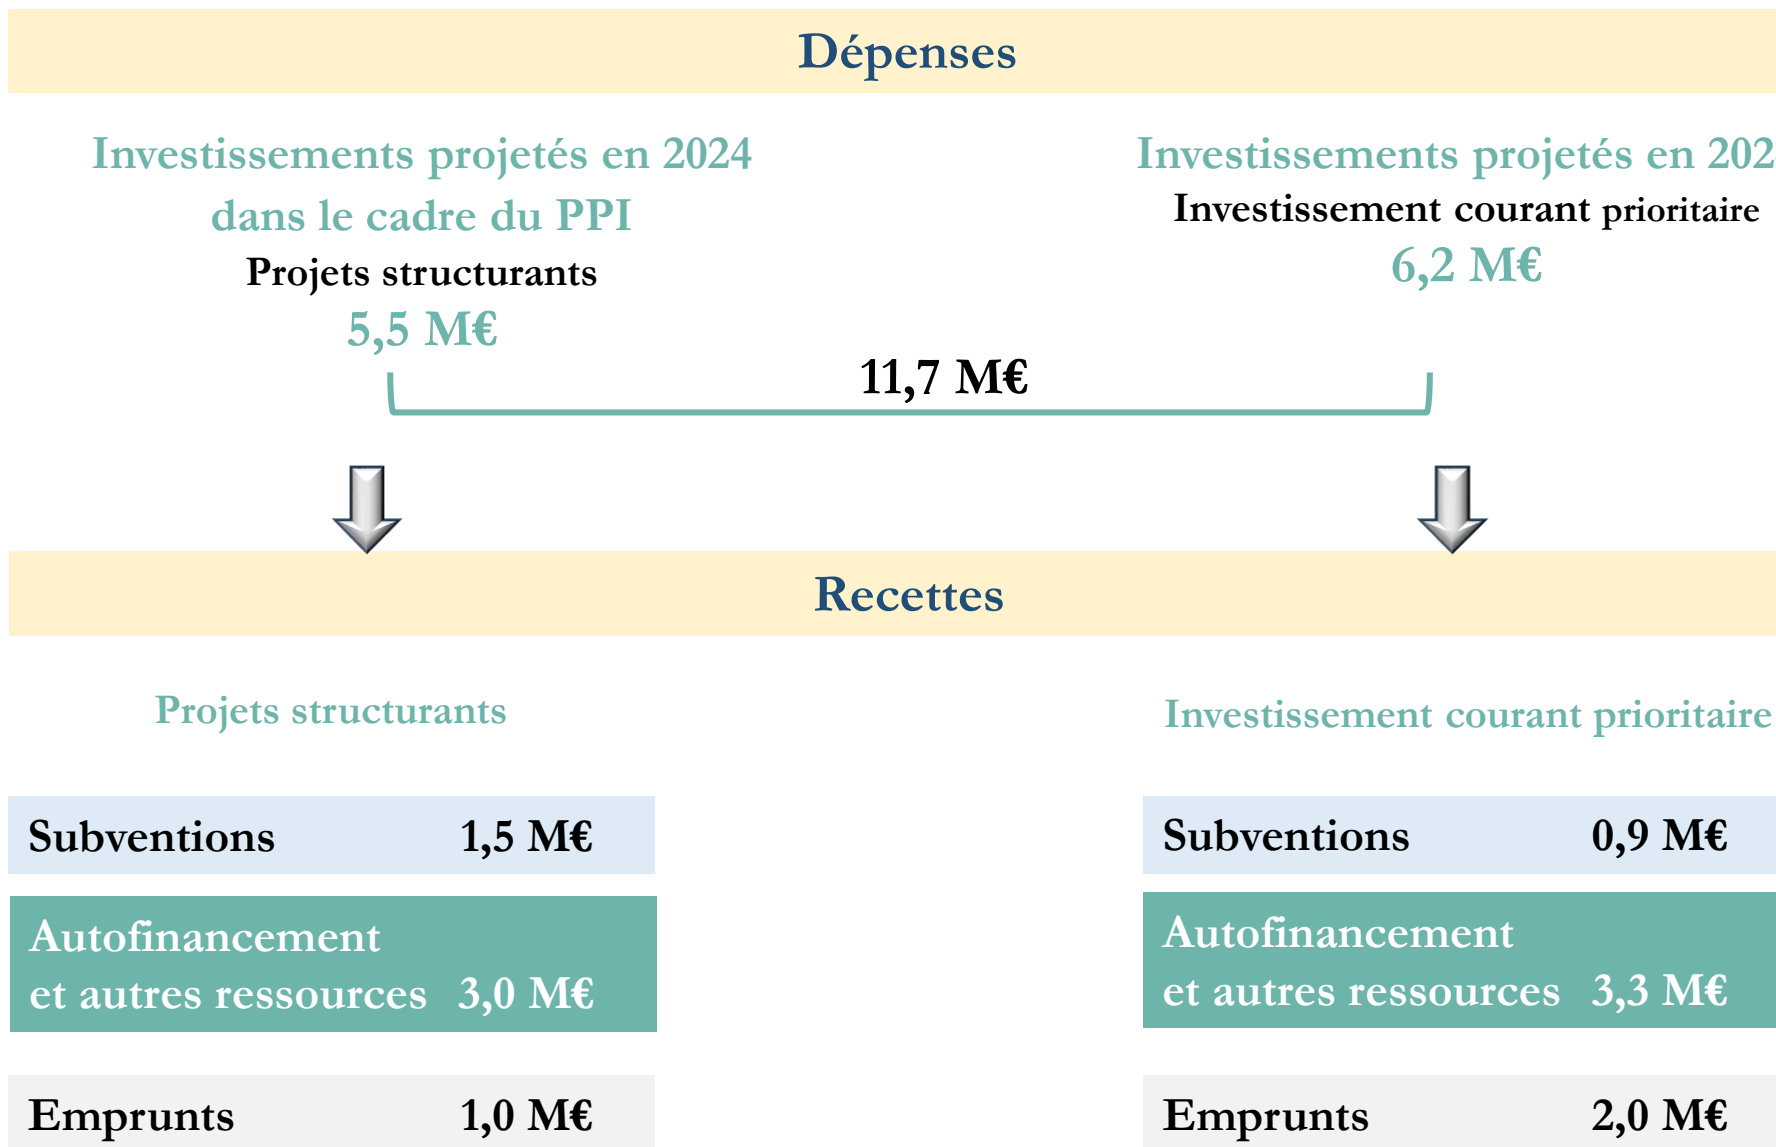 Dépenses
Investissements projetés en 2024
dans le cadre du PPI
Projets structurants
5,5 M€
Investissements projetés en 202
Investissement courant prioritaire
6,2 M€
11,7 M€
Recettes
Projets structurants
Subventions 1,5 M€
Autofinancement
et autres ressources 3,0 M€
Emprunts 1,0 M€
Investissement courant prioritaire
Subventions 0,9 M€
Autofinancement
et autres ressources 3,3 M€
Emprunts 2,0 M€